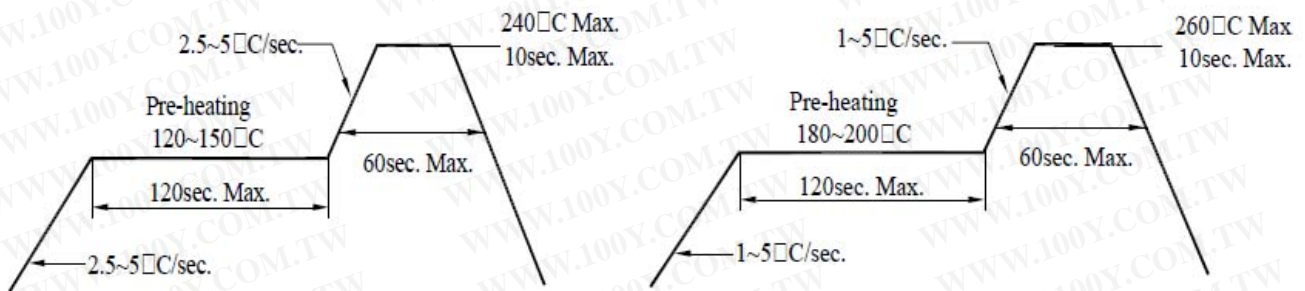 2.5~5□C/sec.
240□C Max.
10sec. Max.
Pre-heating
120~150□C
60sec. Max.
120sec. Max.
2.5~5□C/sec.
1~5□C/sec.
260□C Max
10sec. Max.
Pre-heating
180~200□C
60sec. Max.
120sec. Max.
1~5□C/sec.
WWW.100Y.COM.TW